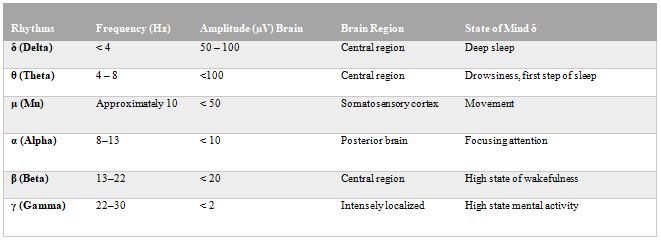 Rhythms Frequency (Hz) Amplitude (µV) Brain Brain Region State of Mind δ
δ (Delta) < 4 50 – 100 Central region Deep sleep
θ (Theta) 4 – 8 <100 Central region Drowsiness, first step of sleep
µ (Mu) Approximately 10 < 50 Somatosensory cortex Movement
α (Alpha) 8–13 < 10 Posterior brain Focusing attention
β (Beta) 13–22 < 20 Central region High state of wakefulness
γ (Gamma) 22–30 < 2 Intensely localized High state mental activity